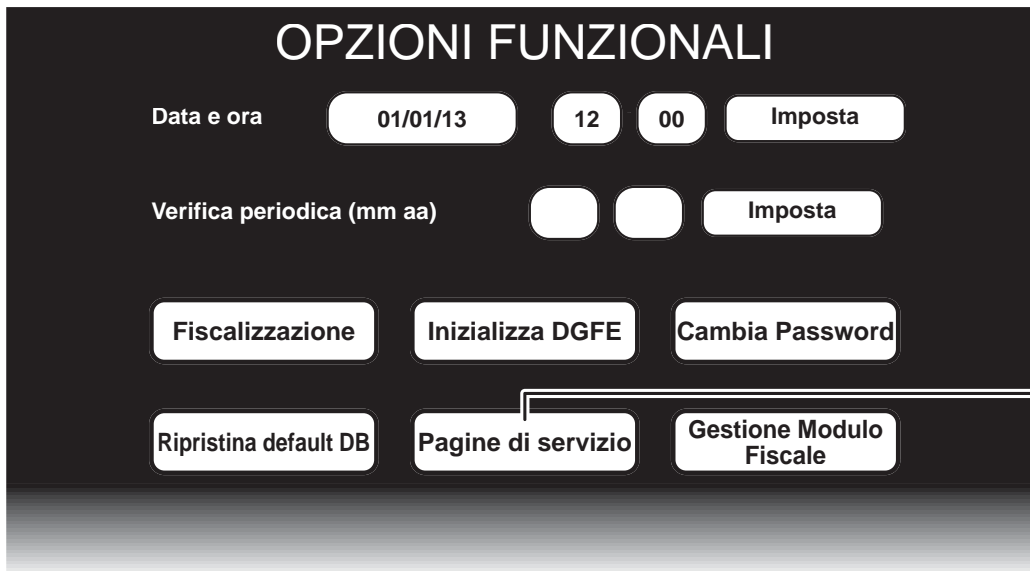 OPZIONI FUNZIONALI
Data e ora 01/01/13 12 00 Imposta
Verifica periodica (mm aa) Imposta
Fiscalizzazione Inizializza DGFE Cambia Password
Ripristina default DB Pagine di servizio Gestione Modulo
Fiscale